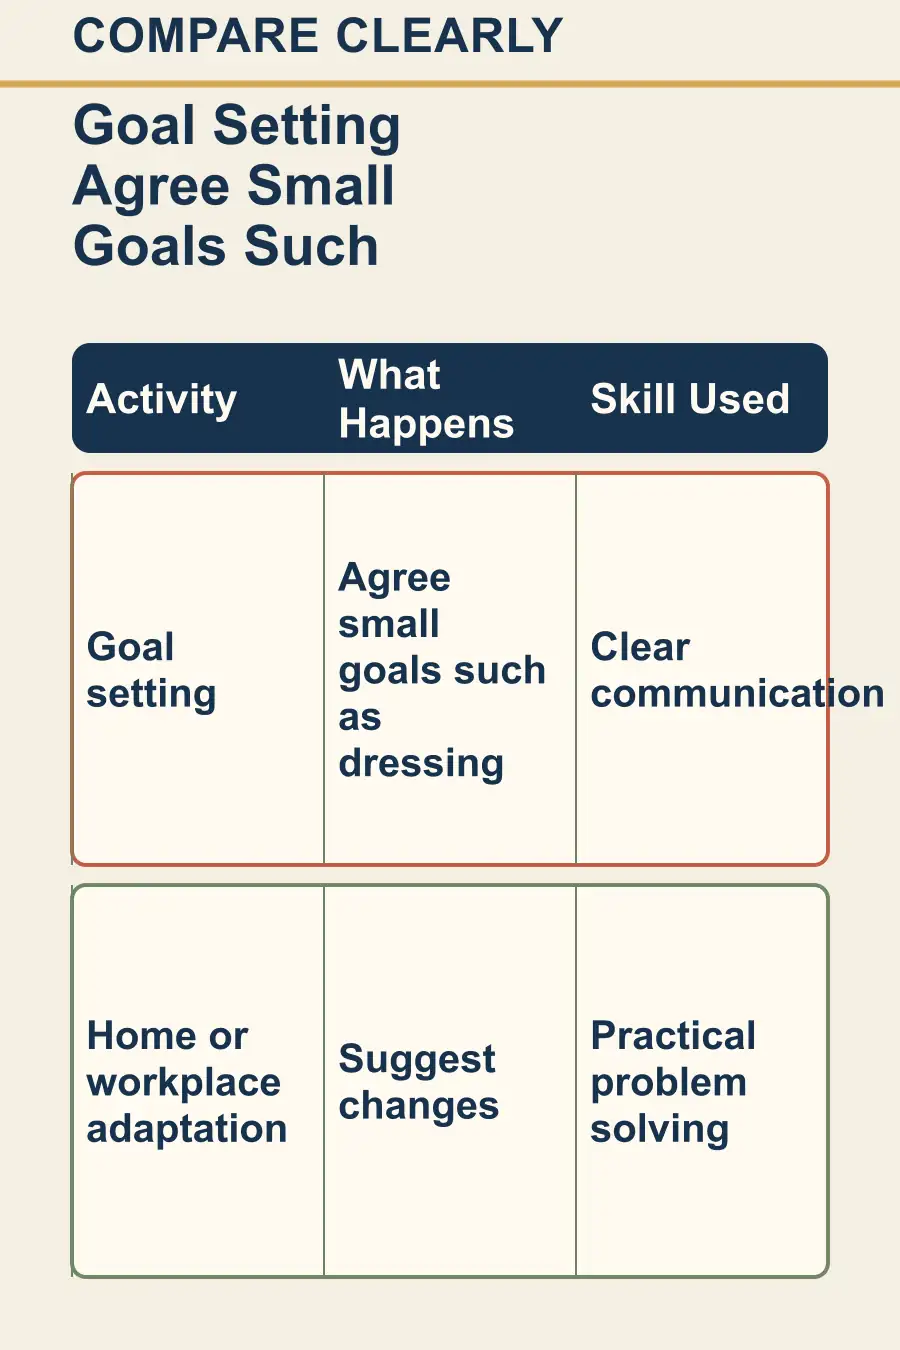 COMPARE CLEARLY
Goal Setting
Agree Small
Goals Such
Activity
What
Happens
Skill Used
Goal
setting
Agree
small
goals such
as
dressing
Clear
communication
Home or
workplace
adaptation
Suggest
changes
Practical
problem
solving